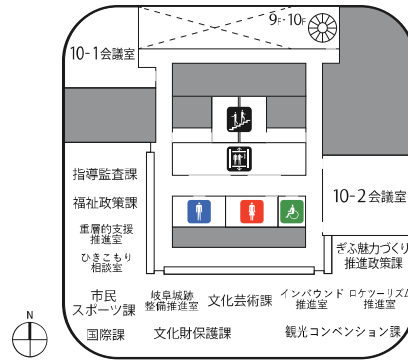 9F・10F
10-1会議室
指導監査課
福祉政策課
重層的支援
推進室
ひきこもり
相談室
10-2会議室
ぎふ魅力づくり
推進政策課
市民
スポーツ課
岐阜城跡
整備推進室
文化芸術課
インバウンド
推進室
ロケツーリズム
推進室
国際課
文化財保護課
観光コンベンション課
N